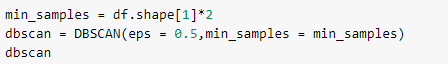 min_samples = df.shape[1]*2
dbscan = DBSCAN(eps = 0.5,min_samples = min_samples)
dbscan